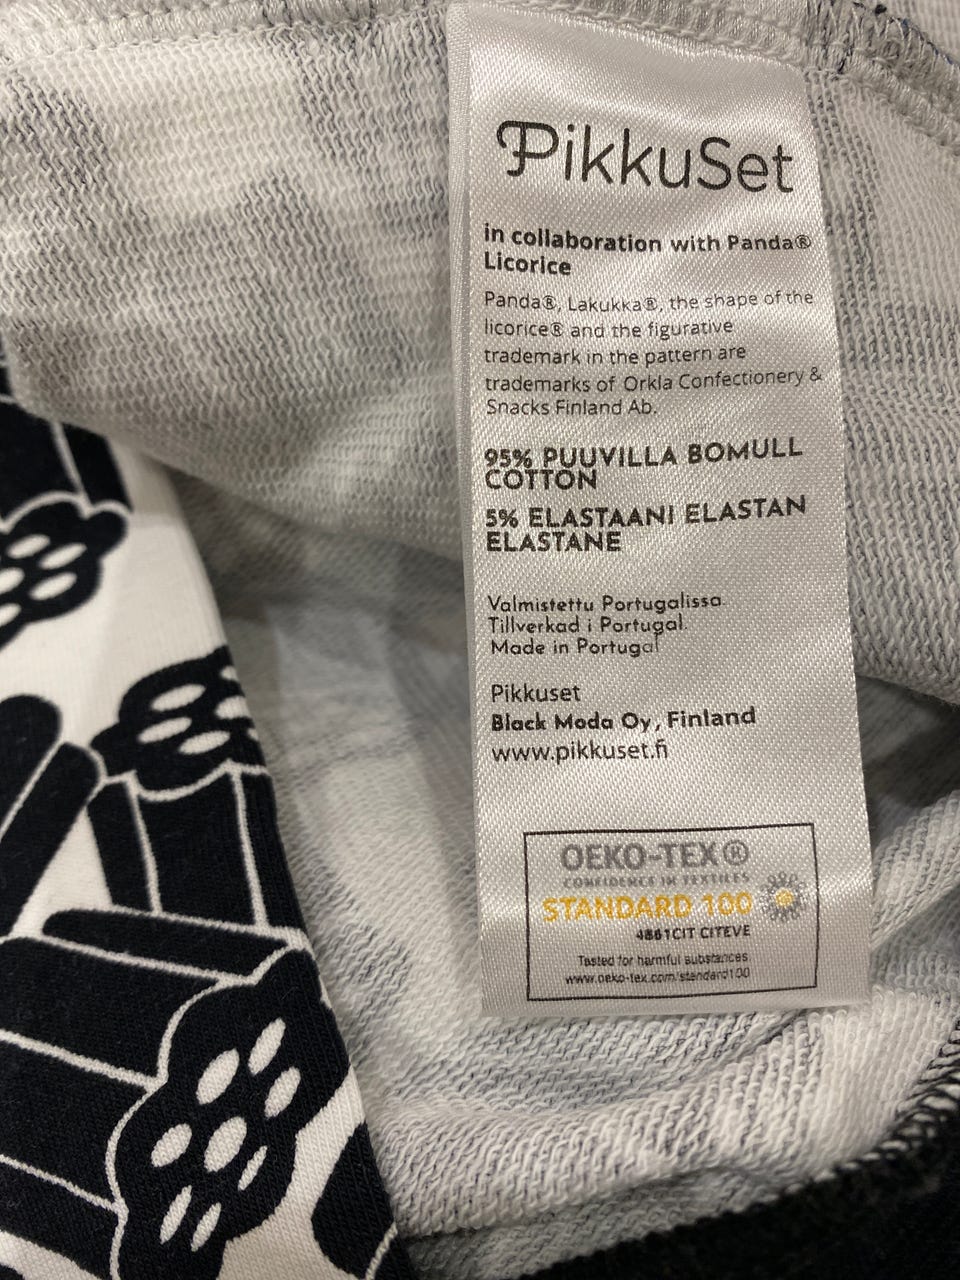 PikkuSet
in collaboration with Panda®
Licorice
Panda®, Lakukka®, the shape of the
licorice® and the figurative
trademark in the pattern are
trademarks of Orkla Confectionery &
Snacks Finland Ab.
95% PUUVILLA BOMULL
COTTON
5% ELASTAANI ELASTAN
ELASTANE
Valmistettu Portugalissa.
Tillverkad i Portugal.
Made in Portugal
Pikkuset
Black Moda Oy, Finland
www.pikkuset.fi
OEKO-TEX®
CONFIDENCE IN TEXTILES
STANDARD 100
4861CIT CITEVE
Tested for harmful substances.
www.oeko-tex.com/standard100